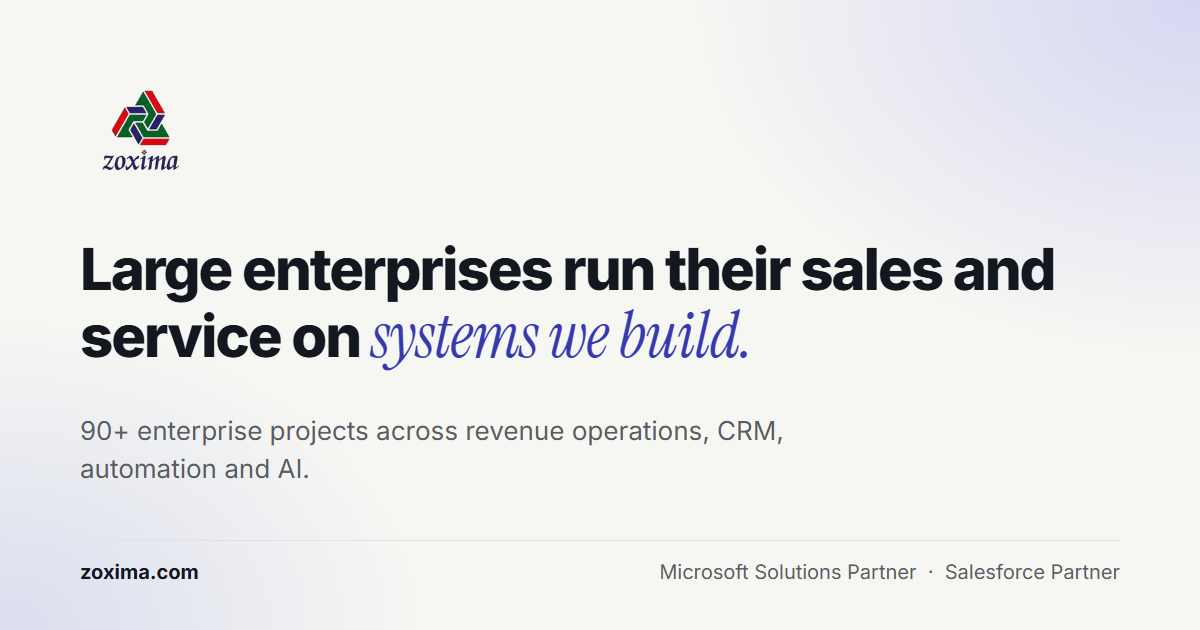 zoxima
Large enterprises run their sales and
service on systems we build.
90+ enterprise projects across revenue operations, CRM,
automation and AI.
zoxima.com
Microsoft Solutions Partner · Salesforce Partner